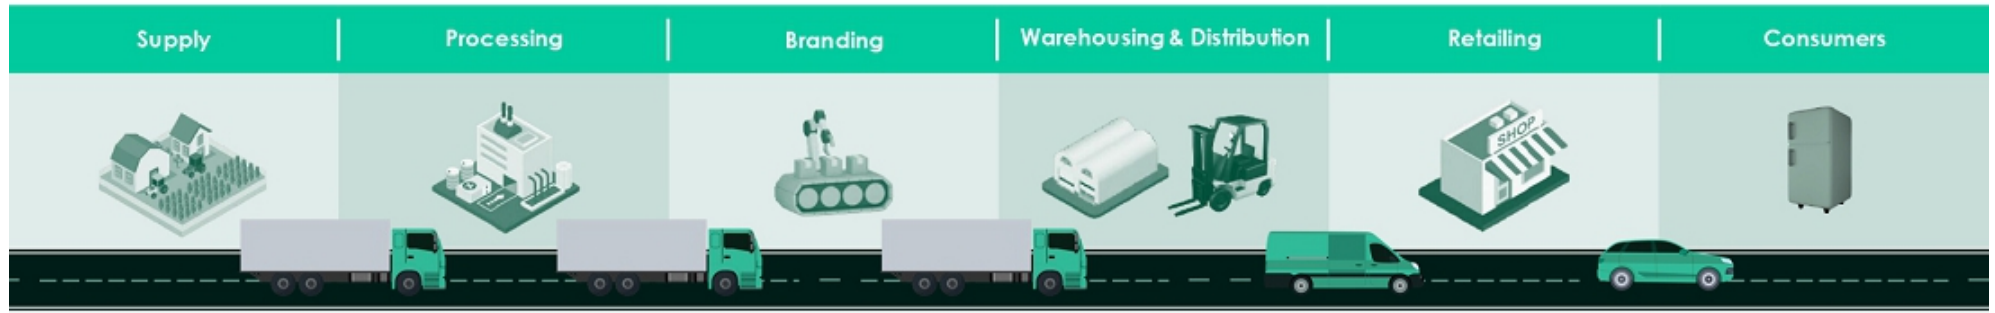 Supply
Processing
Branding
Warehousing & Distribution
Retailing
Consumers
SHOP